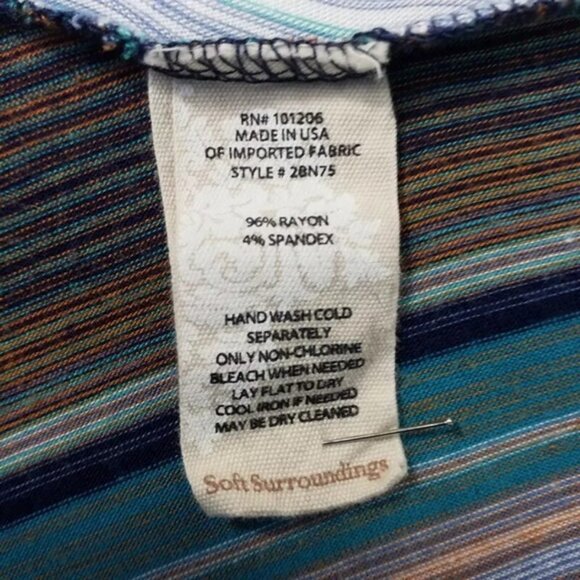 RN# 101206
MADE IN USA
OF IMPORTED FABRIC
STYLE # 2BN75
96% RAYON
4% SPANDEX
HAND WASH COLD
SEPARATELY
ONLY NON-CHLORINE
BLEACH WHEN NEEDED
LAY FLAT TO DRY
COOL IRON IF NEEDED
MAY BE DRY CLEANED
Soft Surroundings